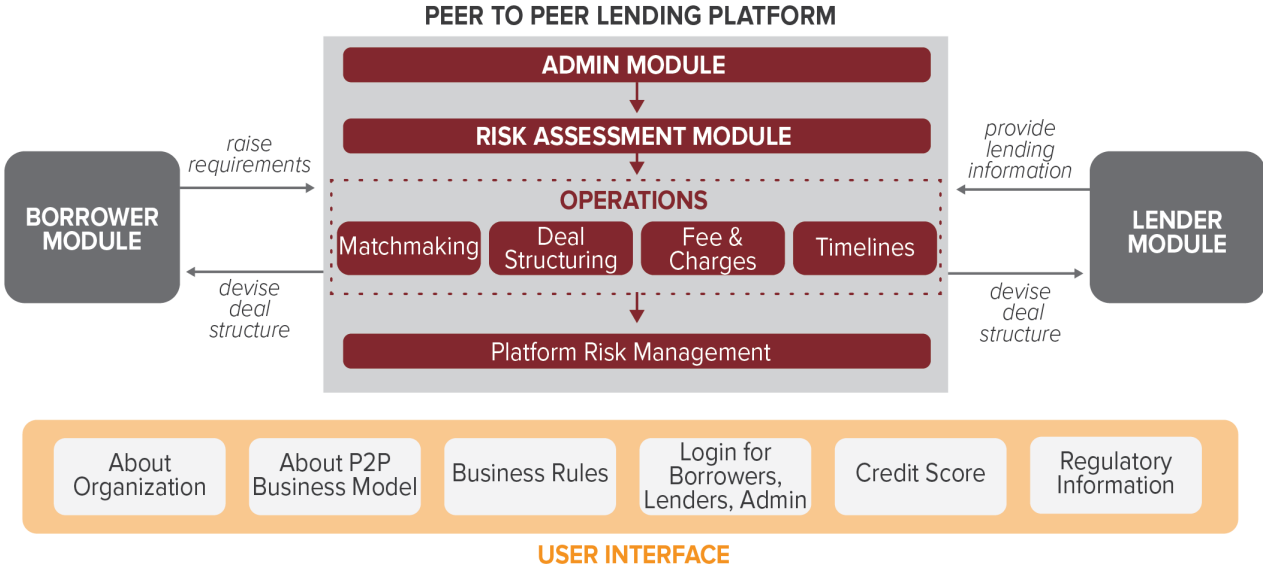 PEER TO PEER LENDING PLATFORM
ADMIN MODULE
RISK ASSESSMENT MODULE
raise
requirements
provide
lending
information
BORROWER
MODULE
LENDER
MODULE
OPERATIONS
Matchmaking
Deal
Structuring
Fee &
Charges
Timelines
devise
deal
structure
devise
deal
structure
Platform Risk Management
About
Organization
About P2P
Business Model
Business Rules
Login for
Borrowers,
Lenders, Admin
Credit Score
Regulatory
Information
USER INTERFACE